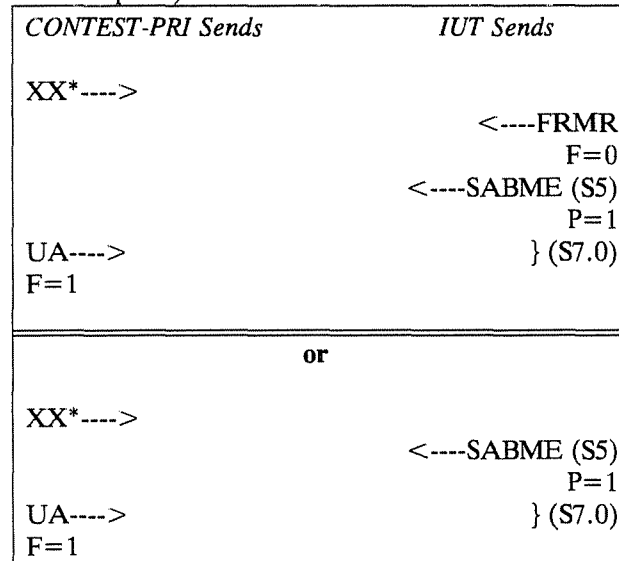 CONTEST-PRI Sends IUT Sends
XX*---->
<----FRMR
F=0
<----SABME (S5)
P=1
UA----> } (S7.0)
F=1
or
XX*---->
<----SABME (S5)
P=1
UA----> } (S7.0)
F=1